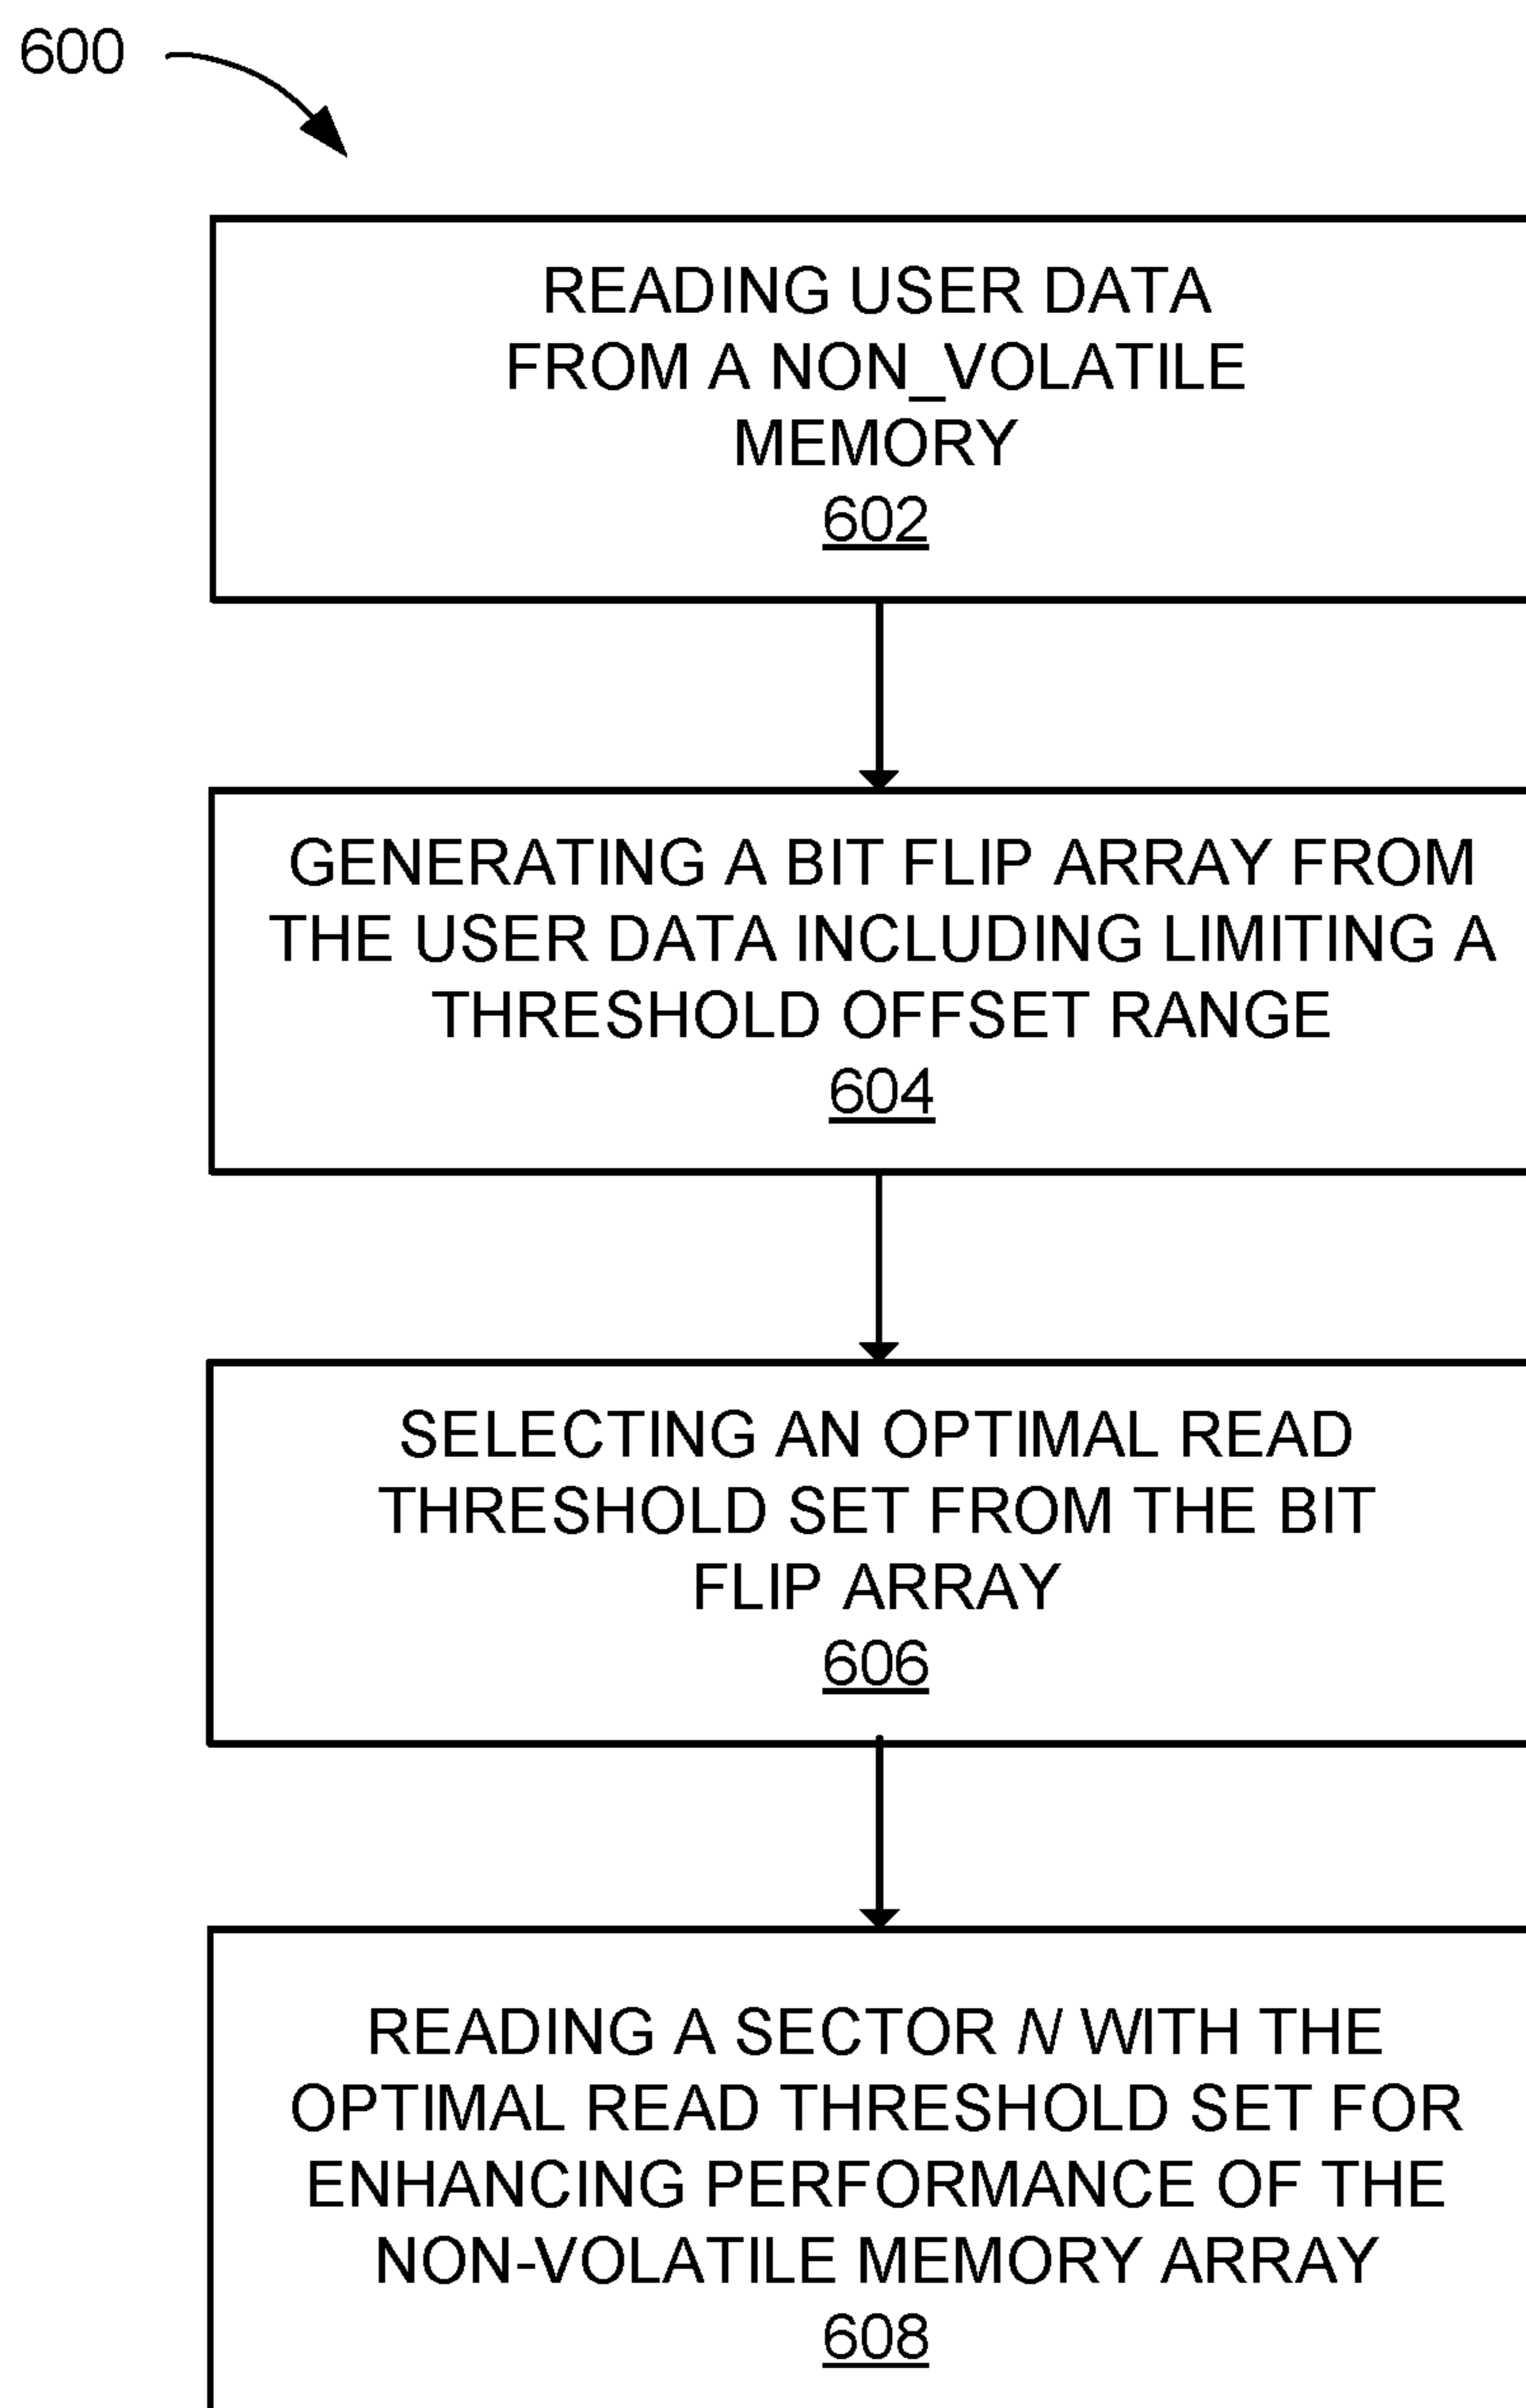 600
READING USER DATA
FROM A NON_VOLATILE
MEMORY
602
GENERATING A BIT FLIP ARRAY FROM
THE USER DATA INCLUDING LIMITING A
THRESHOLD OFFSET RANGE
604
SELECTING AN OPTIMAL READ
THRESHOLD SET FROM THE BIT
FLIP ARRAY
606
READING A SECTOR N WITH THE
OPTIMAL READ THRESHOLD SET FOR
ENHANCING PERFORMANCE OF THE
NON-VOLATILE MEMORY ARRAY
608